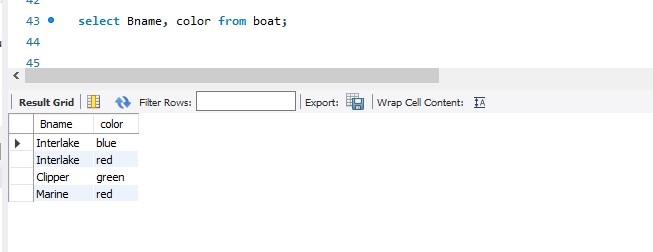 42
43 select Bname, color from boat;
44
45
Result Grid Filter Rows: Export: Wrap Cell Content:
Bname color
Interlake blue
Interlake red
Clipper green
Marine red